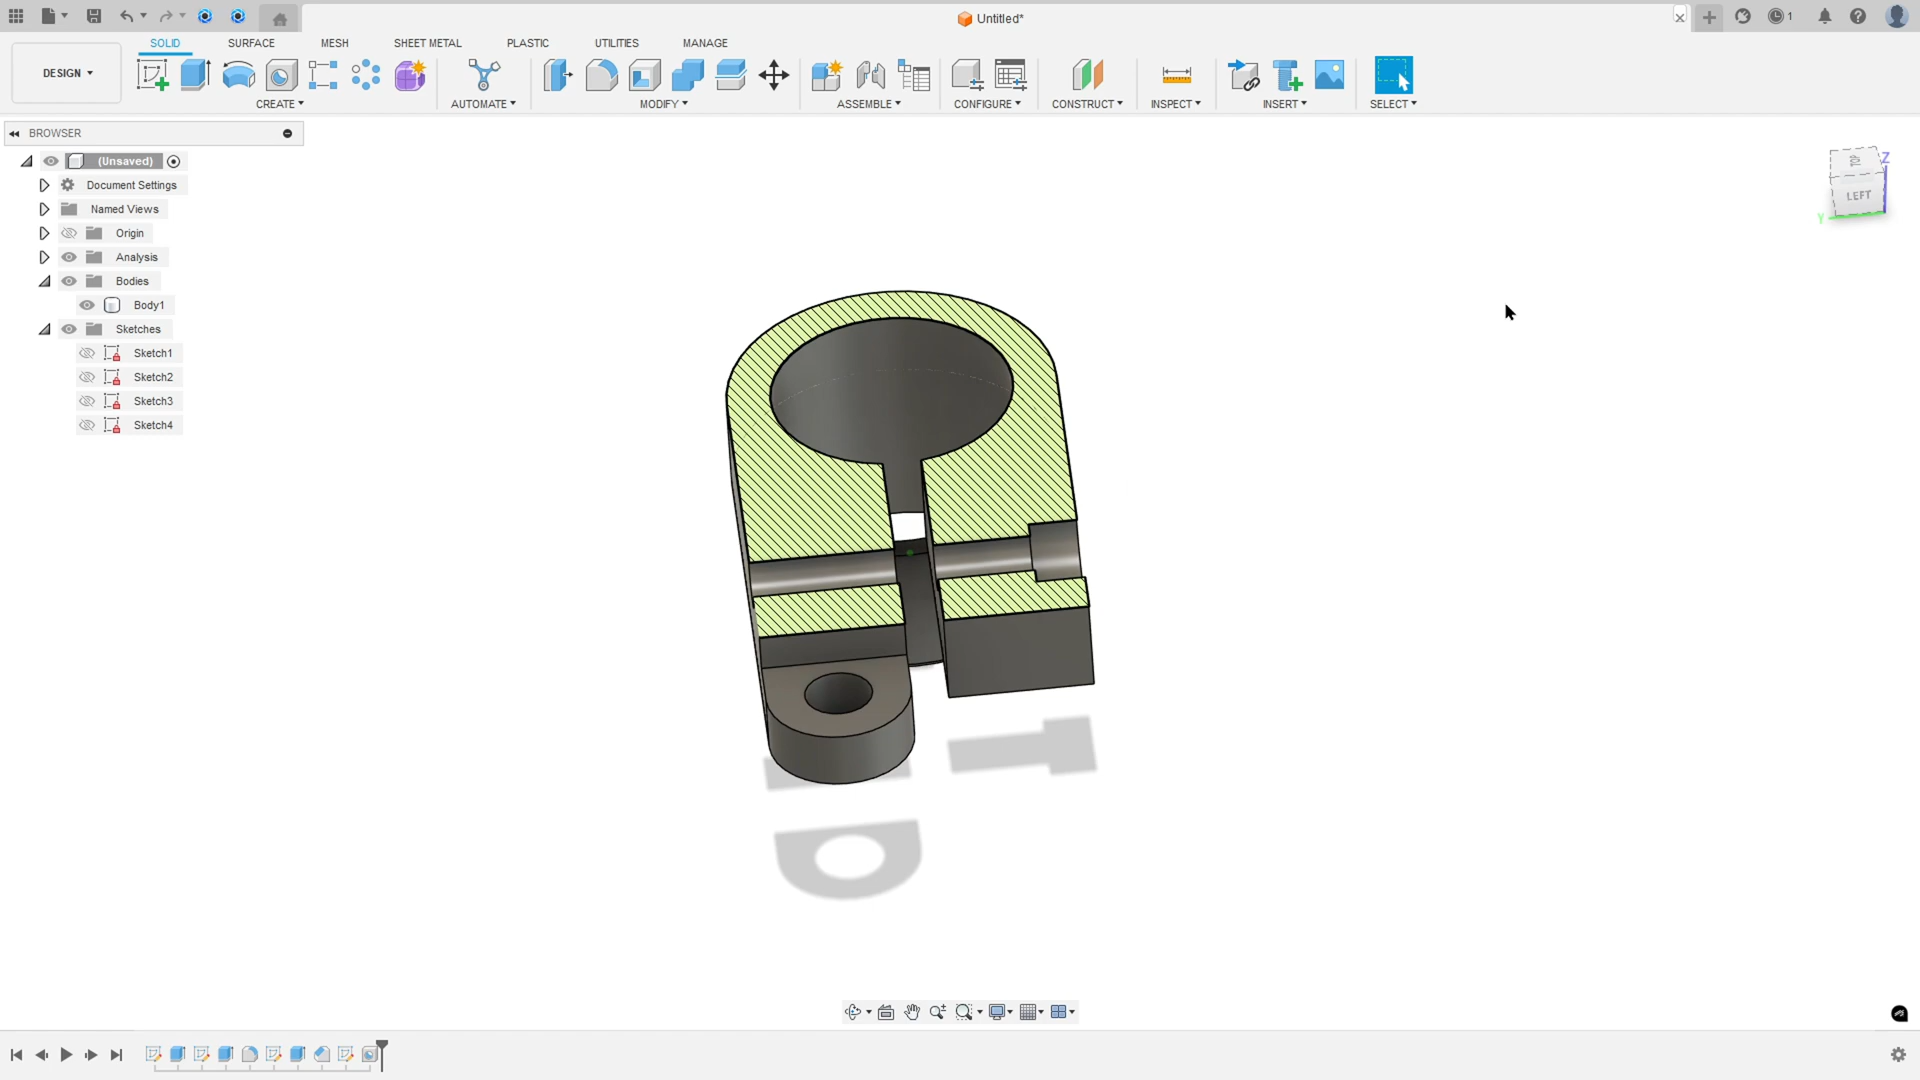 Untitled*
1
SOLID SURFACE MESH SHEET METAL PLASTIC UTILITIES MANAGE
DESIGN
CREATE AUTOMATE MODIFY ASSEMBLE CONFIGURE CONSTRUCT INSPECT INSERT SELECT
BROWSER
(Unsaved)
Document Settings
Named Views
Origin
Analysis
Bodies
Body1
Sketches
Sketch1
Sketch2
Sketch3
Sketch4
Z
LEFT
Y